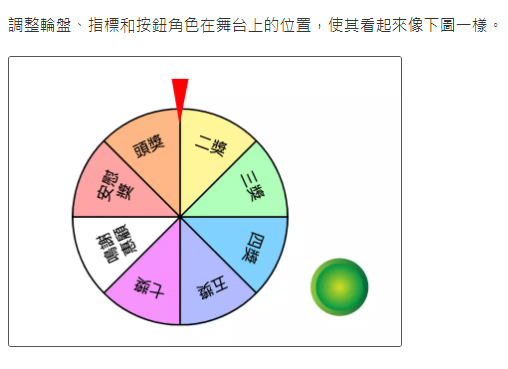 調整輪盤、指標和按鈕角色在舞台上的位置，使其看起來像下圖一樣。
頭獎
二獎
安慰
獎
三獎
謝謝
惠顧
四獎
七獎
五獎